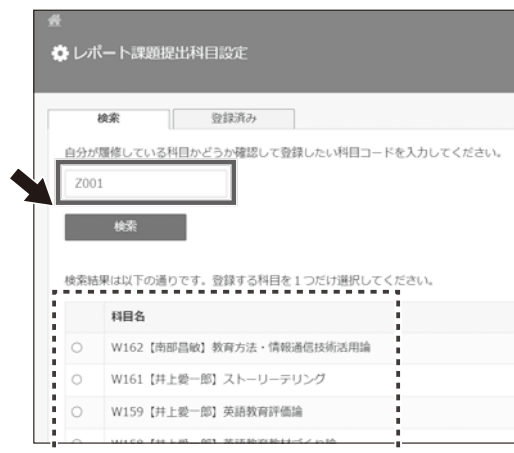 レポート課題提出科目設定
検索 登録済み
自分が履修している科目かどうか確認して登録したい科目コードを入力してください。
Z001
検索
検索結果は以下の通りです。登録する科目を1つだけ選択してください。
科目名
W162【南部昌敏】教育方法・情報通信技術活用論
W161【井上愛一郎】ストーリーテリング
W159【井上愛一郎】英語教育評価論